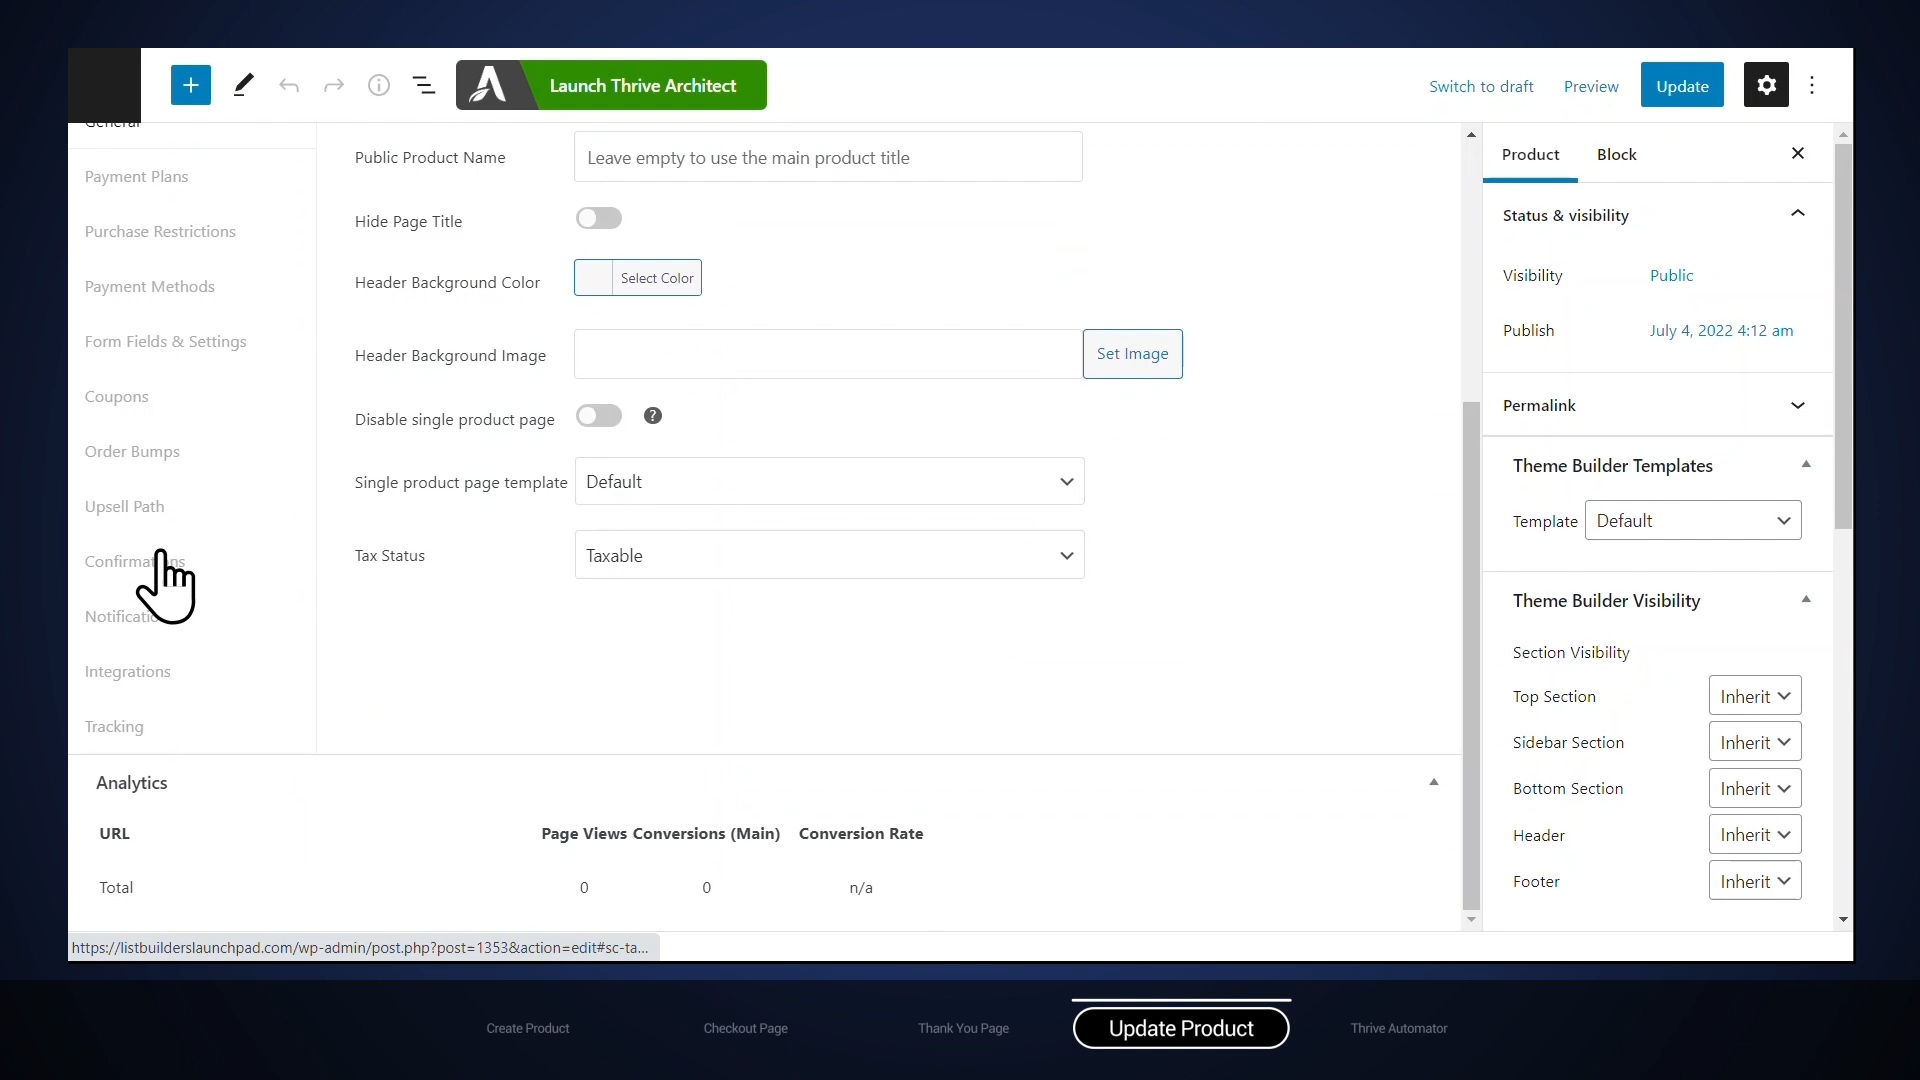 Launch Thrive Architect
Switch to draft
Preview
Update
General
Payment Plans
Purchase Restrictions
Payment Methods
Form Fields & Settings
Coupons
Order Bumps
Upsell Path
Integrations
Tracking
Public Product Name
Leave empty to use the main product title
Hide Page Title
Header Background Color
Select Color
Header Background Image
Set Image
Disable single product page
?
Single product page template
Default
Tax Status
Taxable
Product
Block
Status & visibility
Visibility
Public
Publish
July 4, 2022 4:12 am
Permalink
Theme Builder Templates
Template
Default
Theme Builder Visibility
Section Visibility
Top Section
Inherit
Sidebar Section
Inherit
Bottom Section
Inherit
Header
Inherit
Footer
Inherit
Analytics
URL
Page Views
Conversions (Main)
Conversion Rate
Total
0
0
n/a
https://listbuilderslaunchpad.com/wp-admin/post.php?post=1353&action=edit#sc-ta...
Create Product
Checkout Page
Thank You Page
Update Product
Thrive Automator